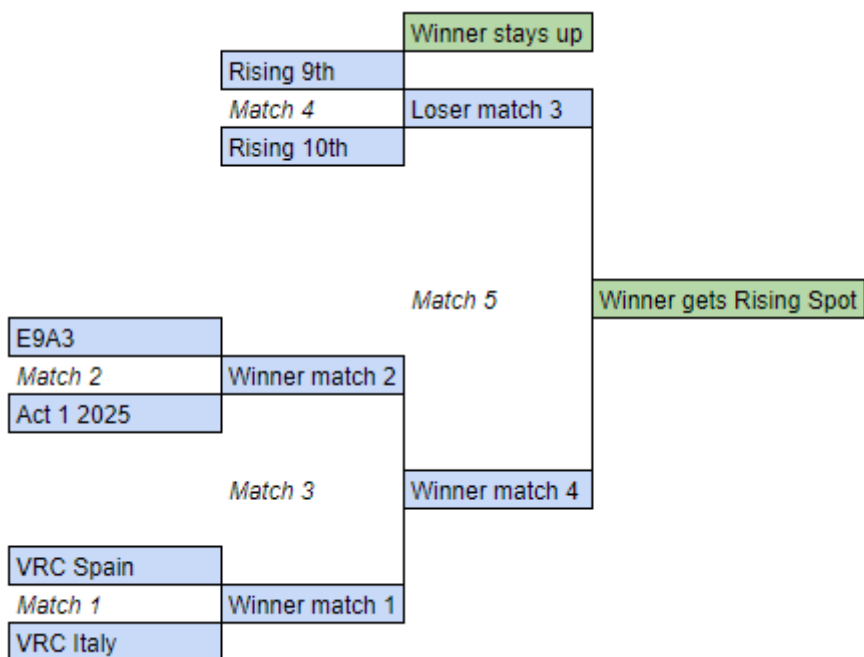 Winner stays up
Rising 9th
Match 4
Loser match 3
Rising 10th
Match 5
Winner gets Rising Spot
E9A3
Match 2
Winner match 2
Act 1 2025
Match 3
Winner match 4
VRC Spain
Match 1
Winner match 1
VRC Italy